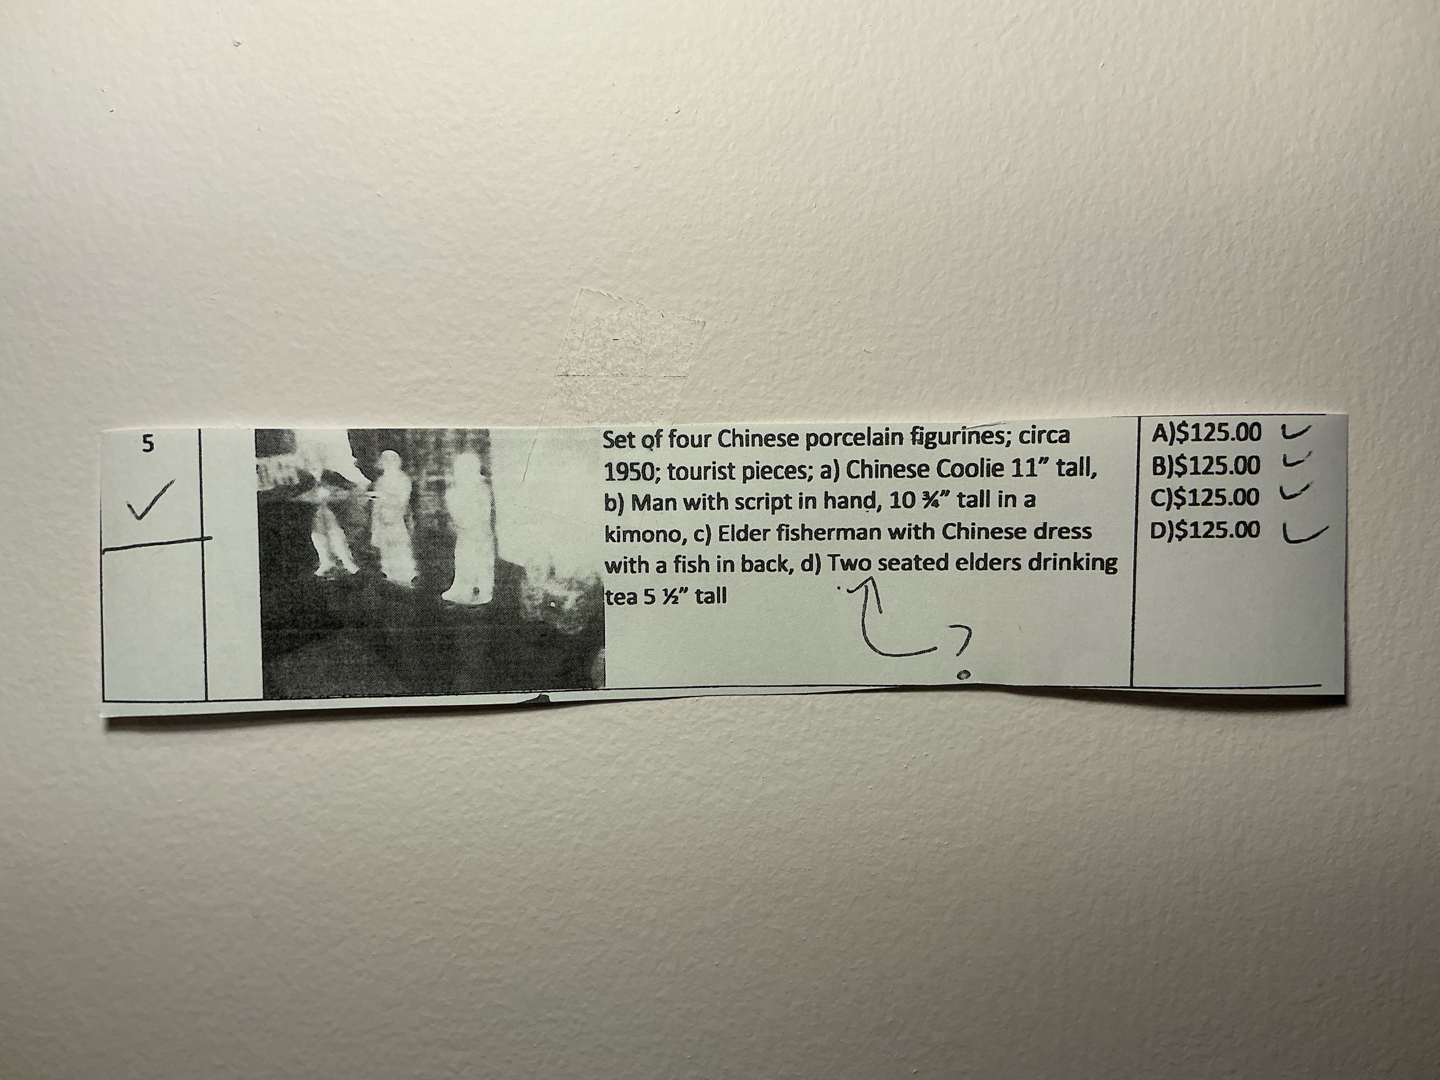 5
Set of four Chinese porcelain figurines; circa
1950; tourist pieces; a) Chinese Coolie 11” tall,
b) Man with script in hand, 10 ¾” tall in a
kimono, c) Elder fisherman with Chinese dress
with a fish in back, d) Two seated elders drinking
tea 5 ½” tall
?
A)$125.00 ✓
B)$125.00 ✓
C)$125.00 ✓
D)$125.00 ✓